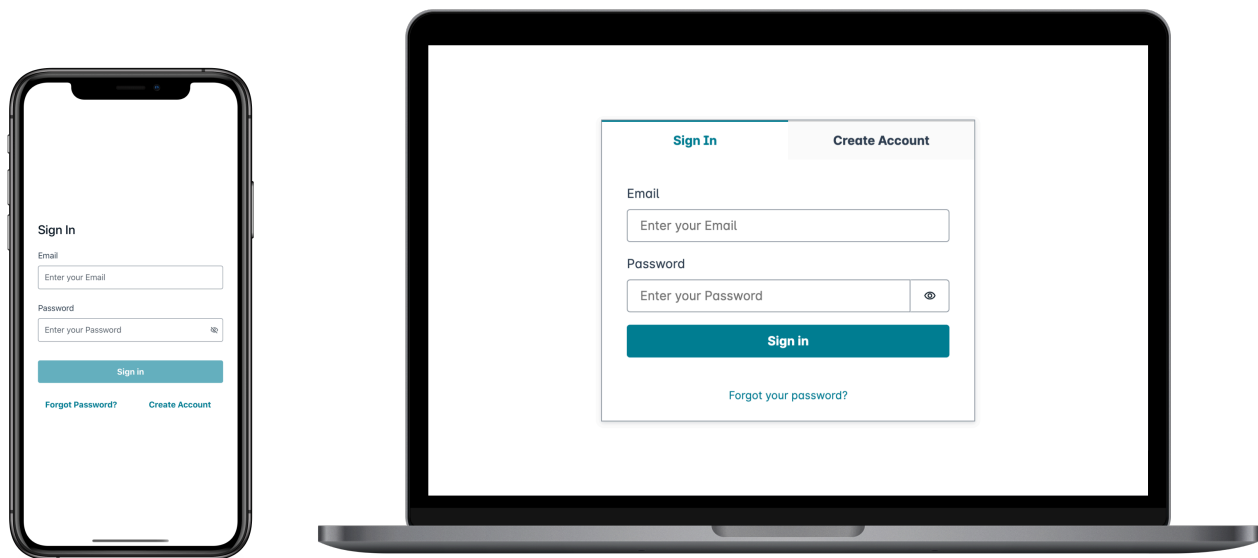 Sign In
Email
Enter your Email
Password
Enter your Password
Sign in
Forgot Password? Create Account
Sign In Create Account
Email
Enter your Email
Password
Enter your Password
Sign in
Forgot your password?